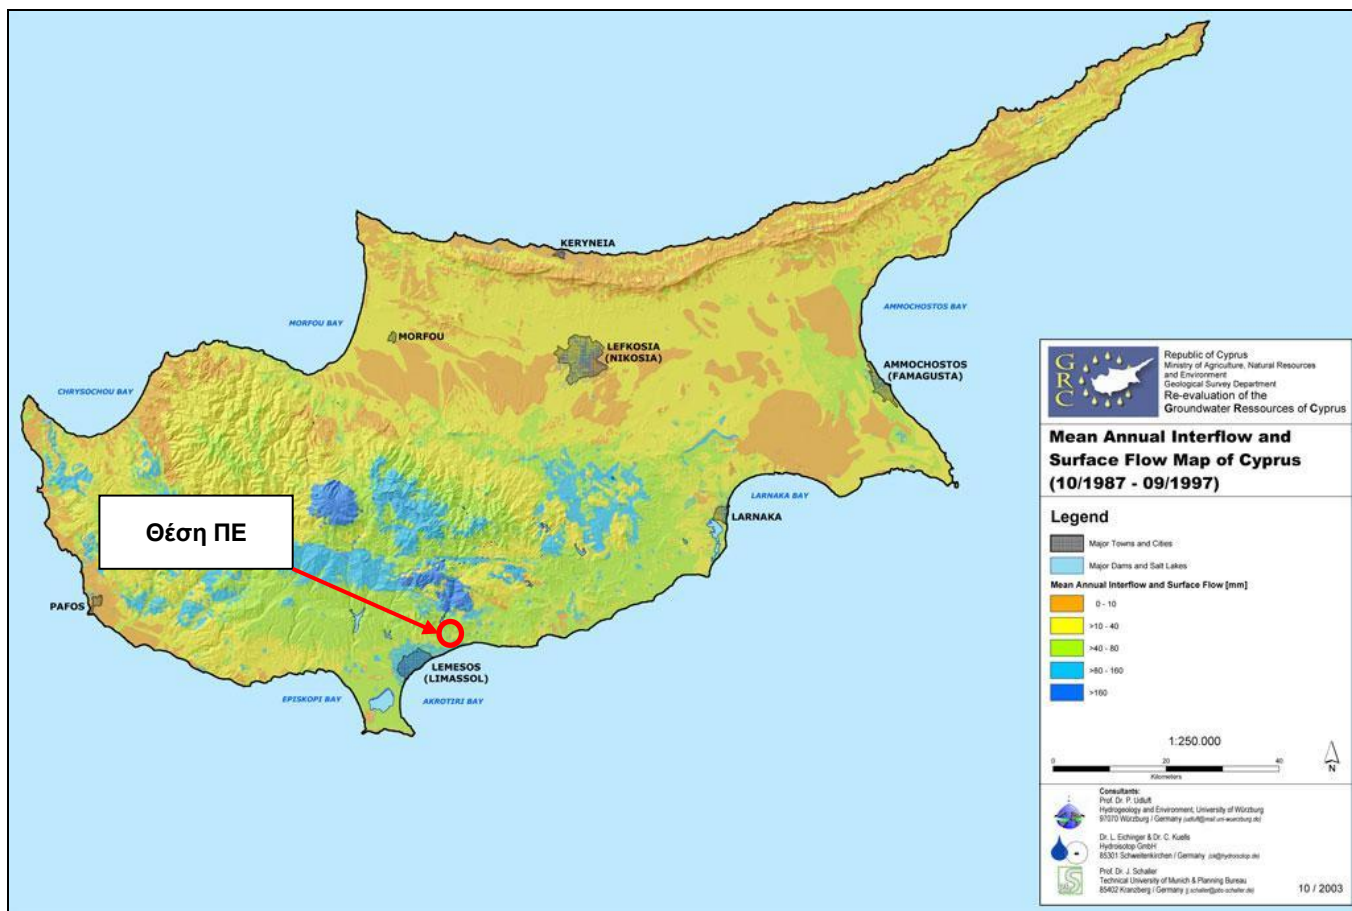 KERYNEIA
MORFOU BAY
AMMOCHOSTOS BAY
MORFOU
LEFKOSIA
(NIKOSIA)
AMMOCHOSTOS
(FAMAGUSTA)
CHRYSOCHOU BAY
LARNAKA BAY
LARNAKA
Θέση ΠΕ
PAFOS
LEMESOS
(LIMASSOL)
EPISKOPI BAY
AKROTIRI BAY
GRC
Republic of Cyprus
Ministry of Agriculture, Natural Resources
and Environment
Geological Survey Department
Re-evaluation of the
Groundwater Ressources of Cyprus
Mean Annual Interflow and
Surface Flow Map of Cyprus
(10/1987 - 09/1997)
Legend
Major Towns and Cities
Major Dams and Salt Lakes
Mean Annual Interflow and Surface Flow [mm]
0 - 10
>10 - 40
>40 - 80
>80 - 160
>160
1:250.000
0 20 40
Kilometers
N
Consultants:
Prof. Dr. P. Udluft
Hydrogeology and Environment, University of Würzburg
97070 Würzburg / Germany
Dr. L. Eichinger & Dr. C. Kuells
Hydroisotop GmbH
85301 Schweitenkirchen / Germany
Prof. Dr. J. Schaller
Technical University of Munich & Planning Bureau
85402 Kranzberg / Germany
10 / 2003